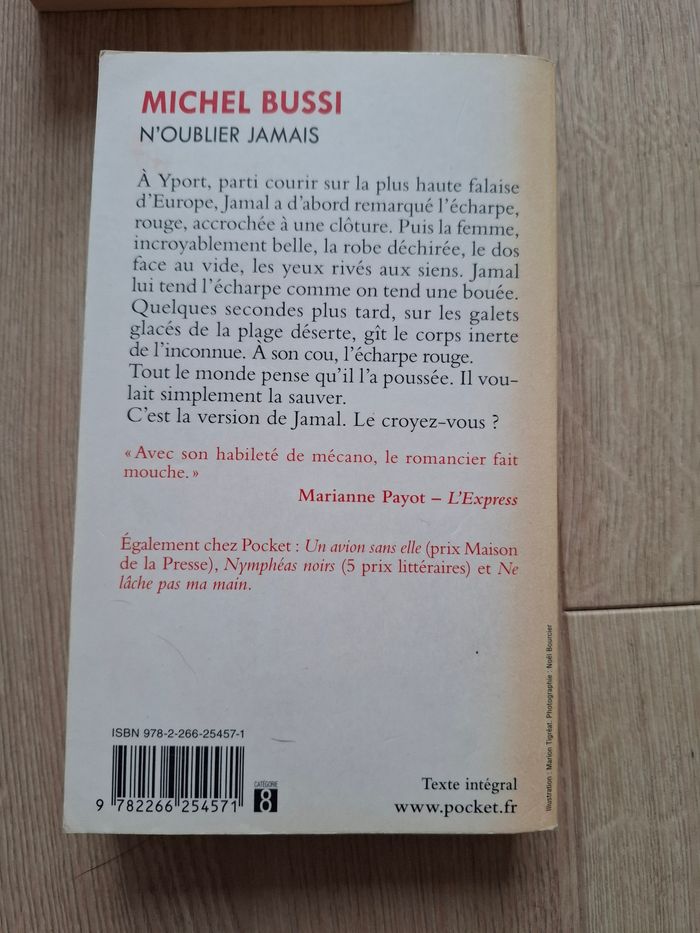 MICHEL BUSSI
N'OUBLIER JAMAIS
À Yport, parti courir sur la plus haute falaise
d'Europe, Jamal a d'abord remarqué l'écharpe,
rouge, accrochée à une clôture. Puis la femme,
incroyablement belle, la robe déchirée, le dos
face au vide, les yeux rivés aux siens. Jamal
lui tend l'écharpe comme on tend une bouée.
Quelques secondes plus tard, sur les galets
glacés de la plage déserte, gît le corps inerte
de l'inconnue. À son cou, l'écharpe rouge.
Tout le monde pense qu'il l'a poussée. Il vou-
lait simplement la sauver.
C'est la version de Jamal. Le croyez-vous ?
« Avec son habileté de mécano, le romancier fait
mouche. »
Marianne Payot – L'Express
Également chez Pocket : Un avion sans elle (prix Maison
de la Presse), Nymphéas noirs (5 prix littéraires) et Ne
lâche pas ma main.
ISBN 978-2-266-25457-1
9 782266 254571
CATÉGORIE
8
Texte intégral
www.pocket.fr
Illustration : Marion Tigréat. Photographie : Noël Bourcier